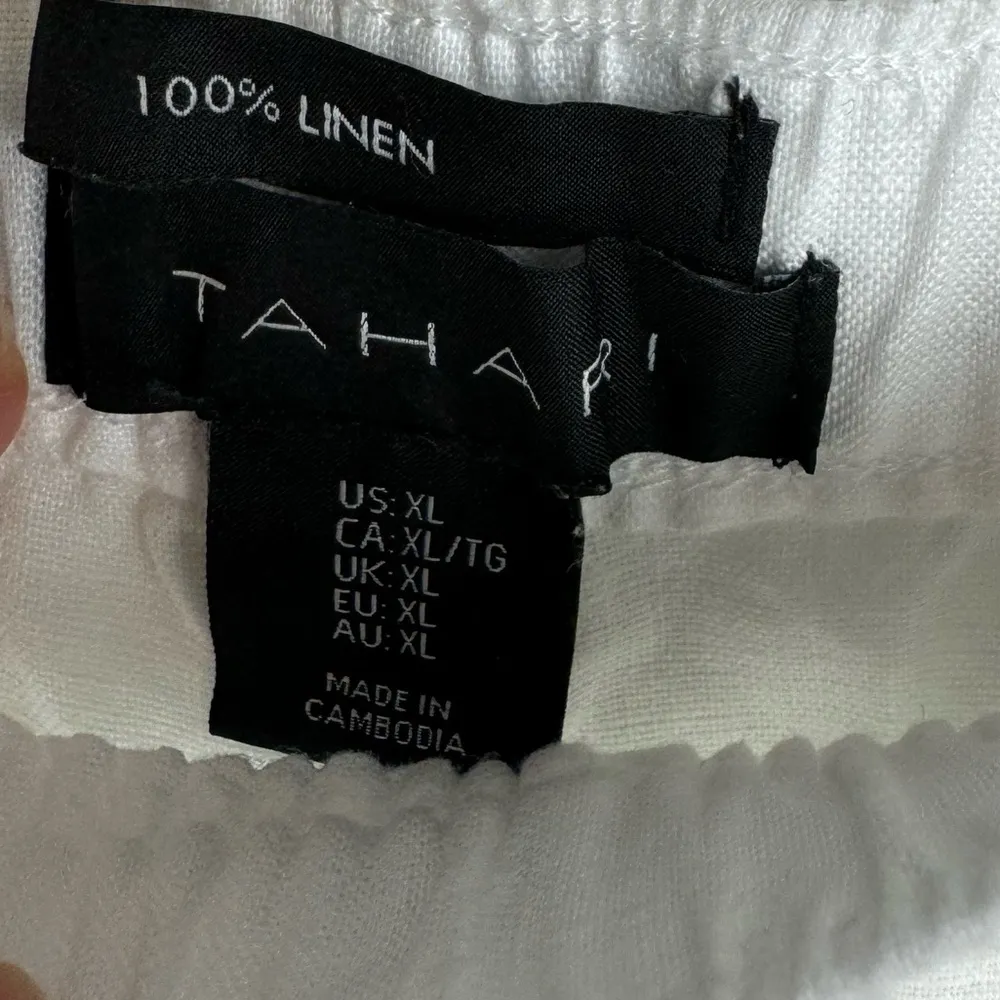 100% LINEN
TAHARI
US: XL
CA: XL/TG
UK: XL
EU: XL
AU: XL
MADE IN
CAMBODIA